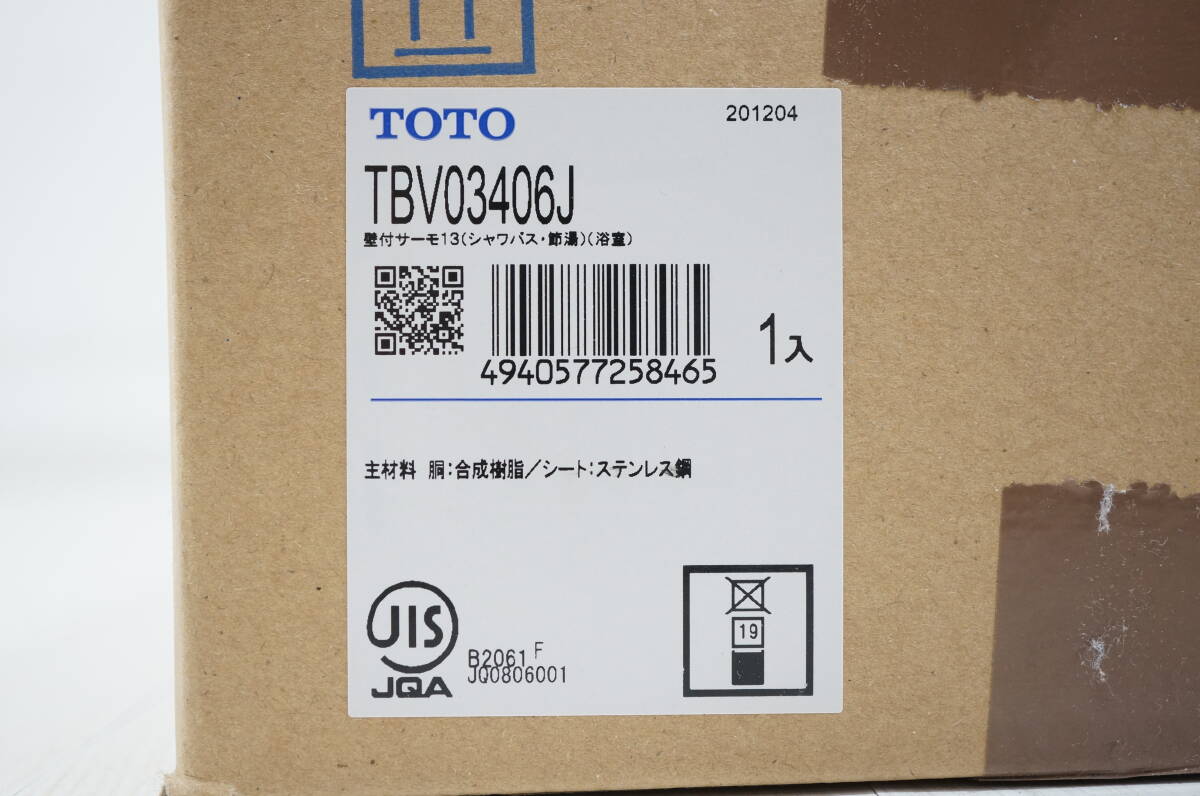 TOTO
201204
TBV03406J
壁付サーモ13(シャワバス・節湯)(浴室)
4940577258465
1入
主材料 胴:合成樹脂/シート:ステンレス鋼
JIS
JQA
B2061 F
JQ0806001
19